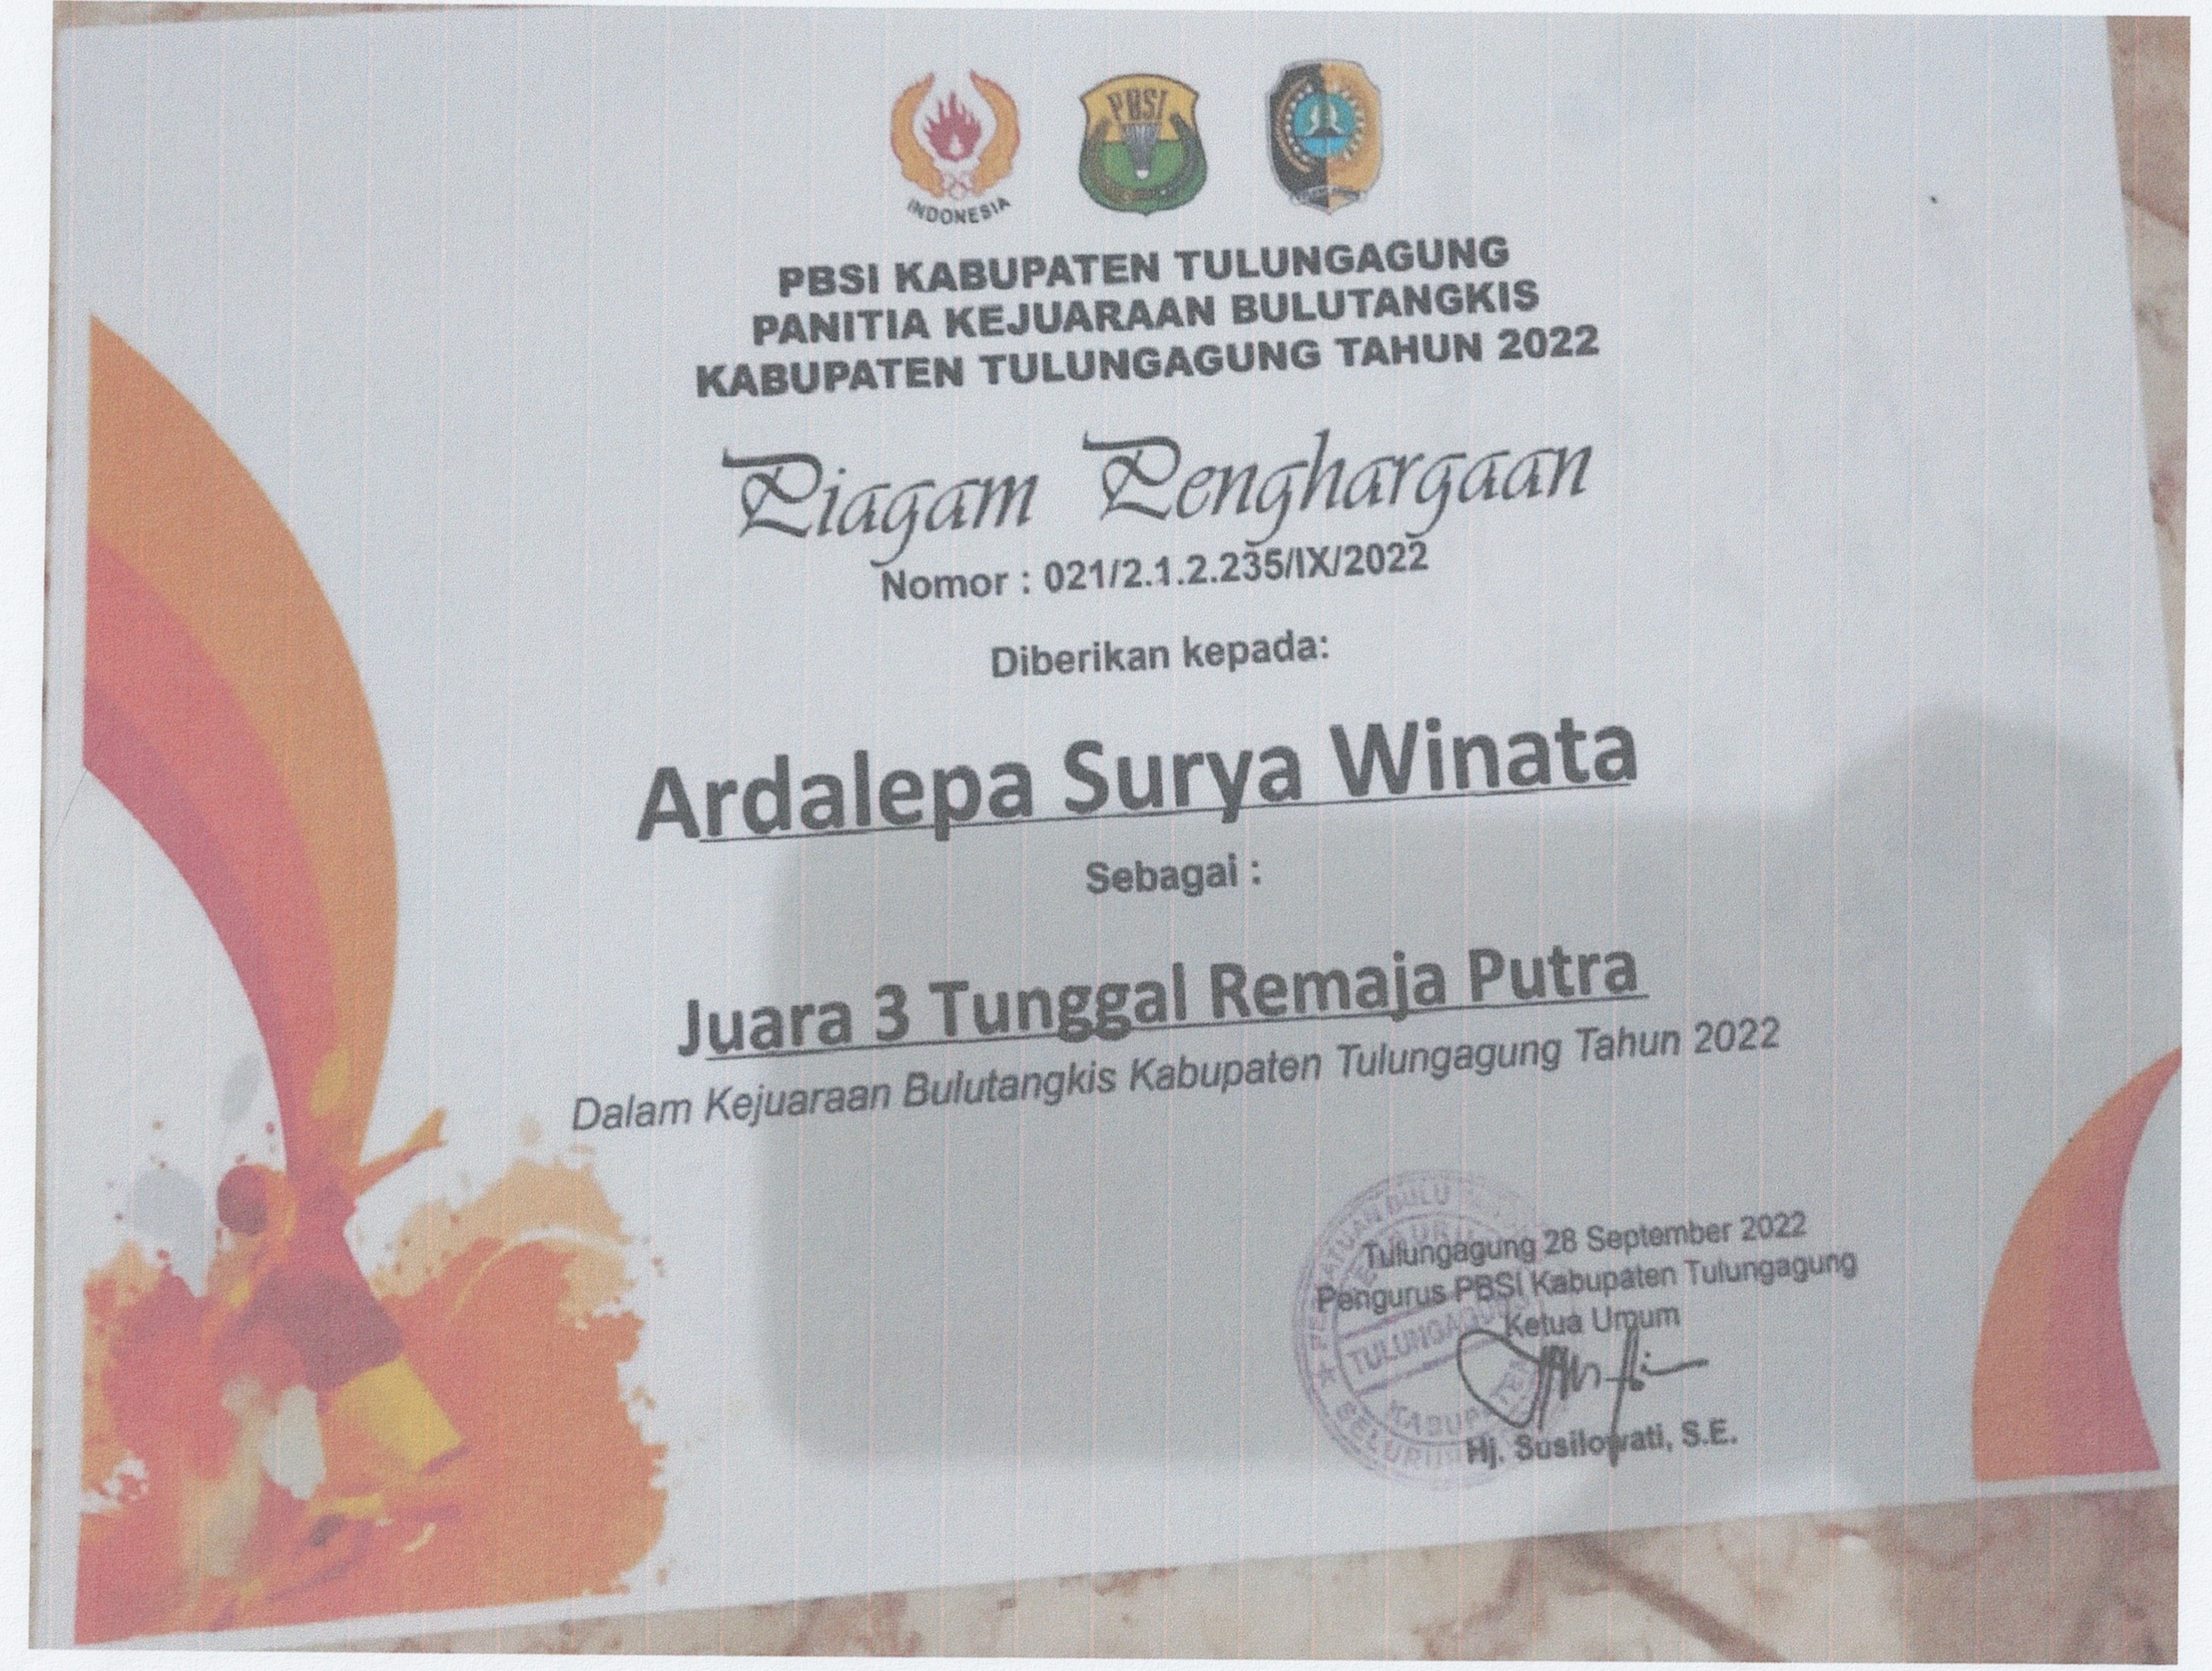 INDONESIA
PBSI
PBSI KABUPATEN TULUNGAGUNG
PANITIA KEJUARAAN BULUTANGKIS
KABUPATEN TULUNGAGUNG TAHUN 2022
Piagam Penghargaan
Nomor : 021/2.1.2.235/IX/2022
Diberikan kepada:
Ardalepa Surya Winata
Sebagai :
Juara 3 Tunggal Remaja Putra
Dalam Kejuaraan Bulutangkis Kabupaten Tulungagung Tahun 2022
Tulungagung 28 September 2022
Pengurus PBSI Kabupaten Tulungagung
Ketua Umum
TULUNGAGUNG
KABUPATEN
Hj. Susilowati, S.E.